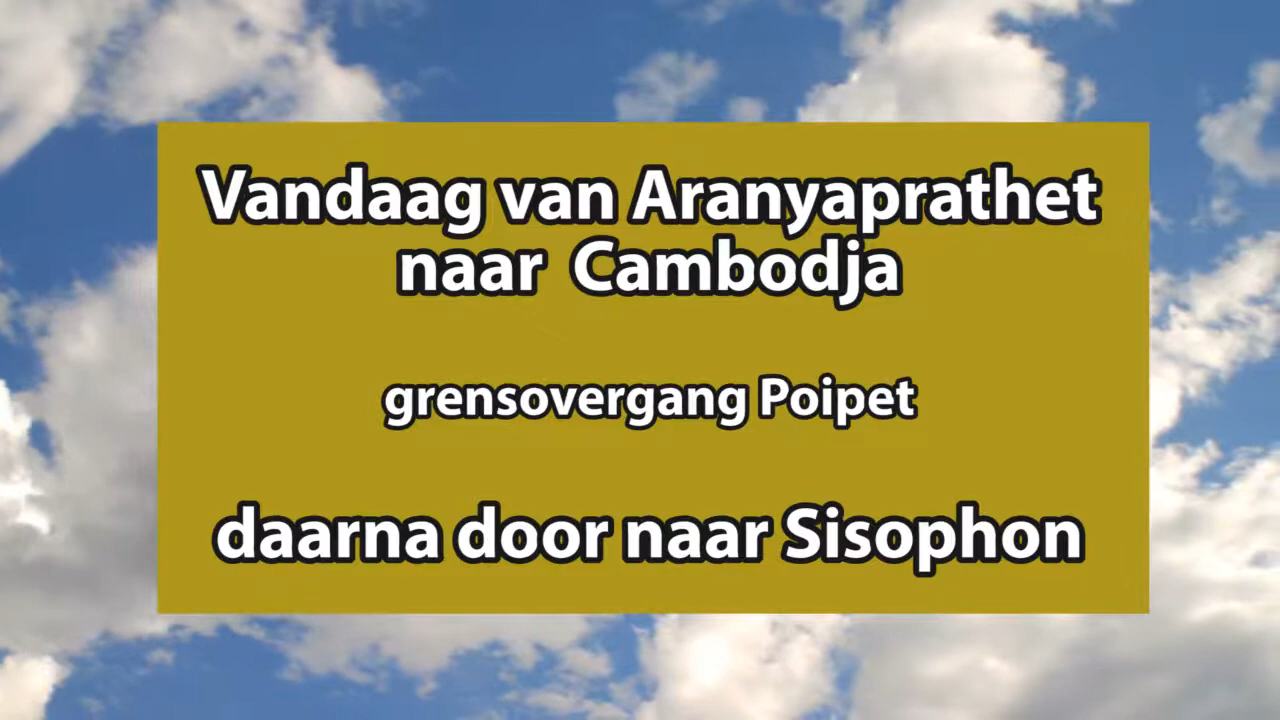 Vandaag van Aranyaprathet
naar Cambodja
grensovergang Poipet
daarna door naar Sisophon